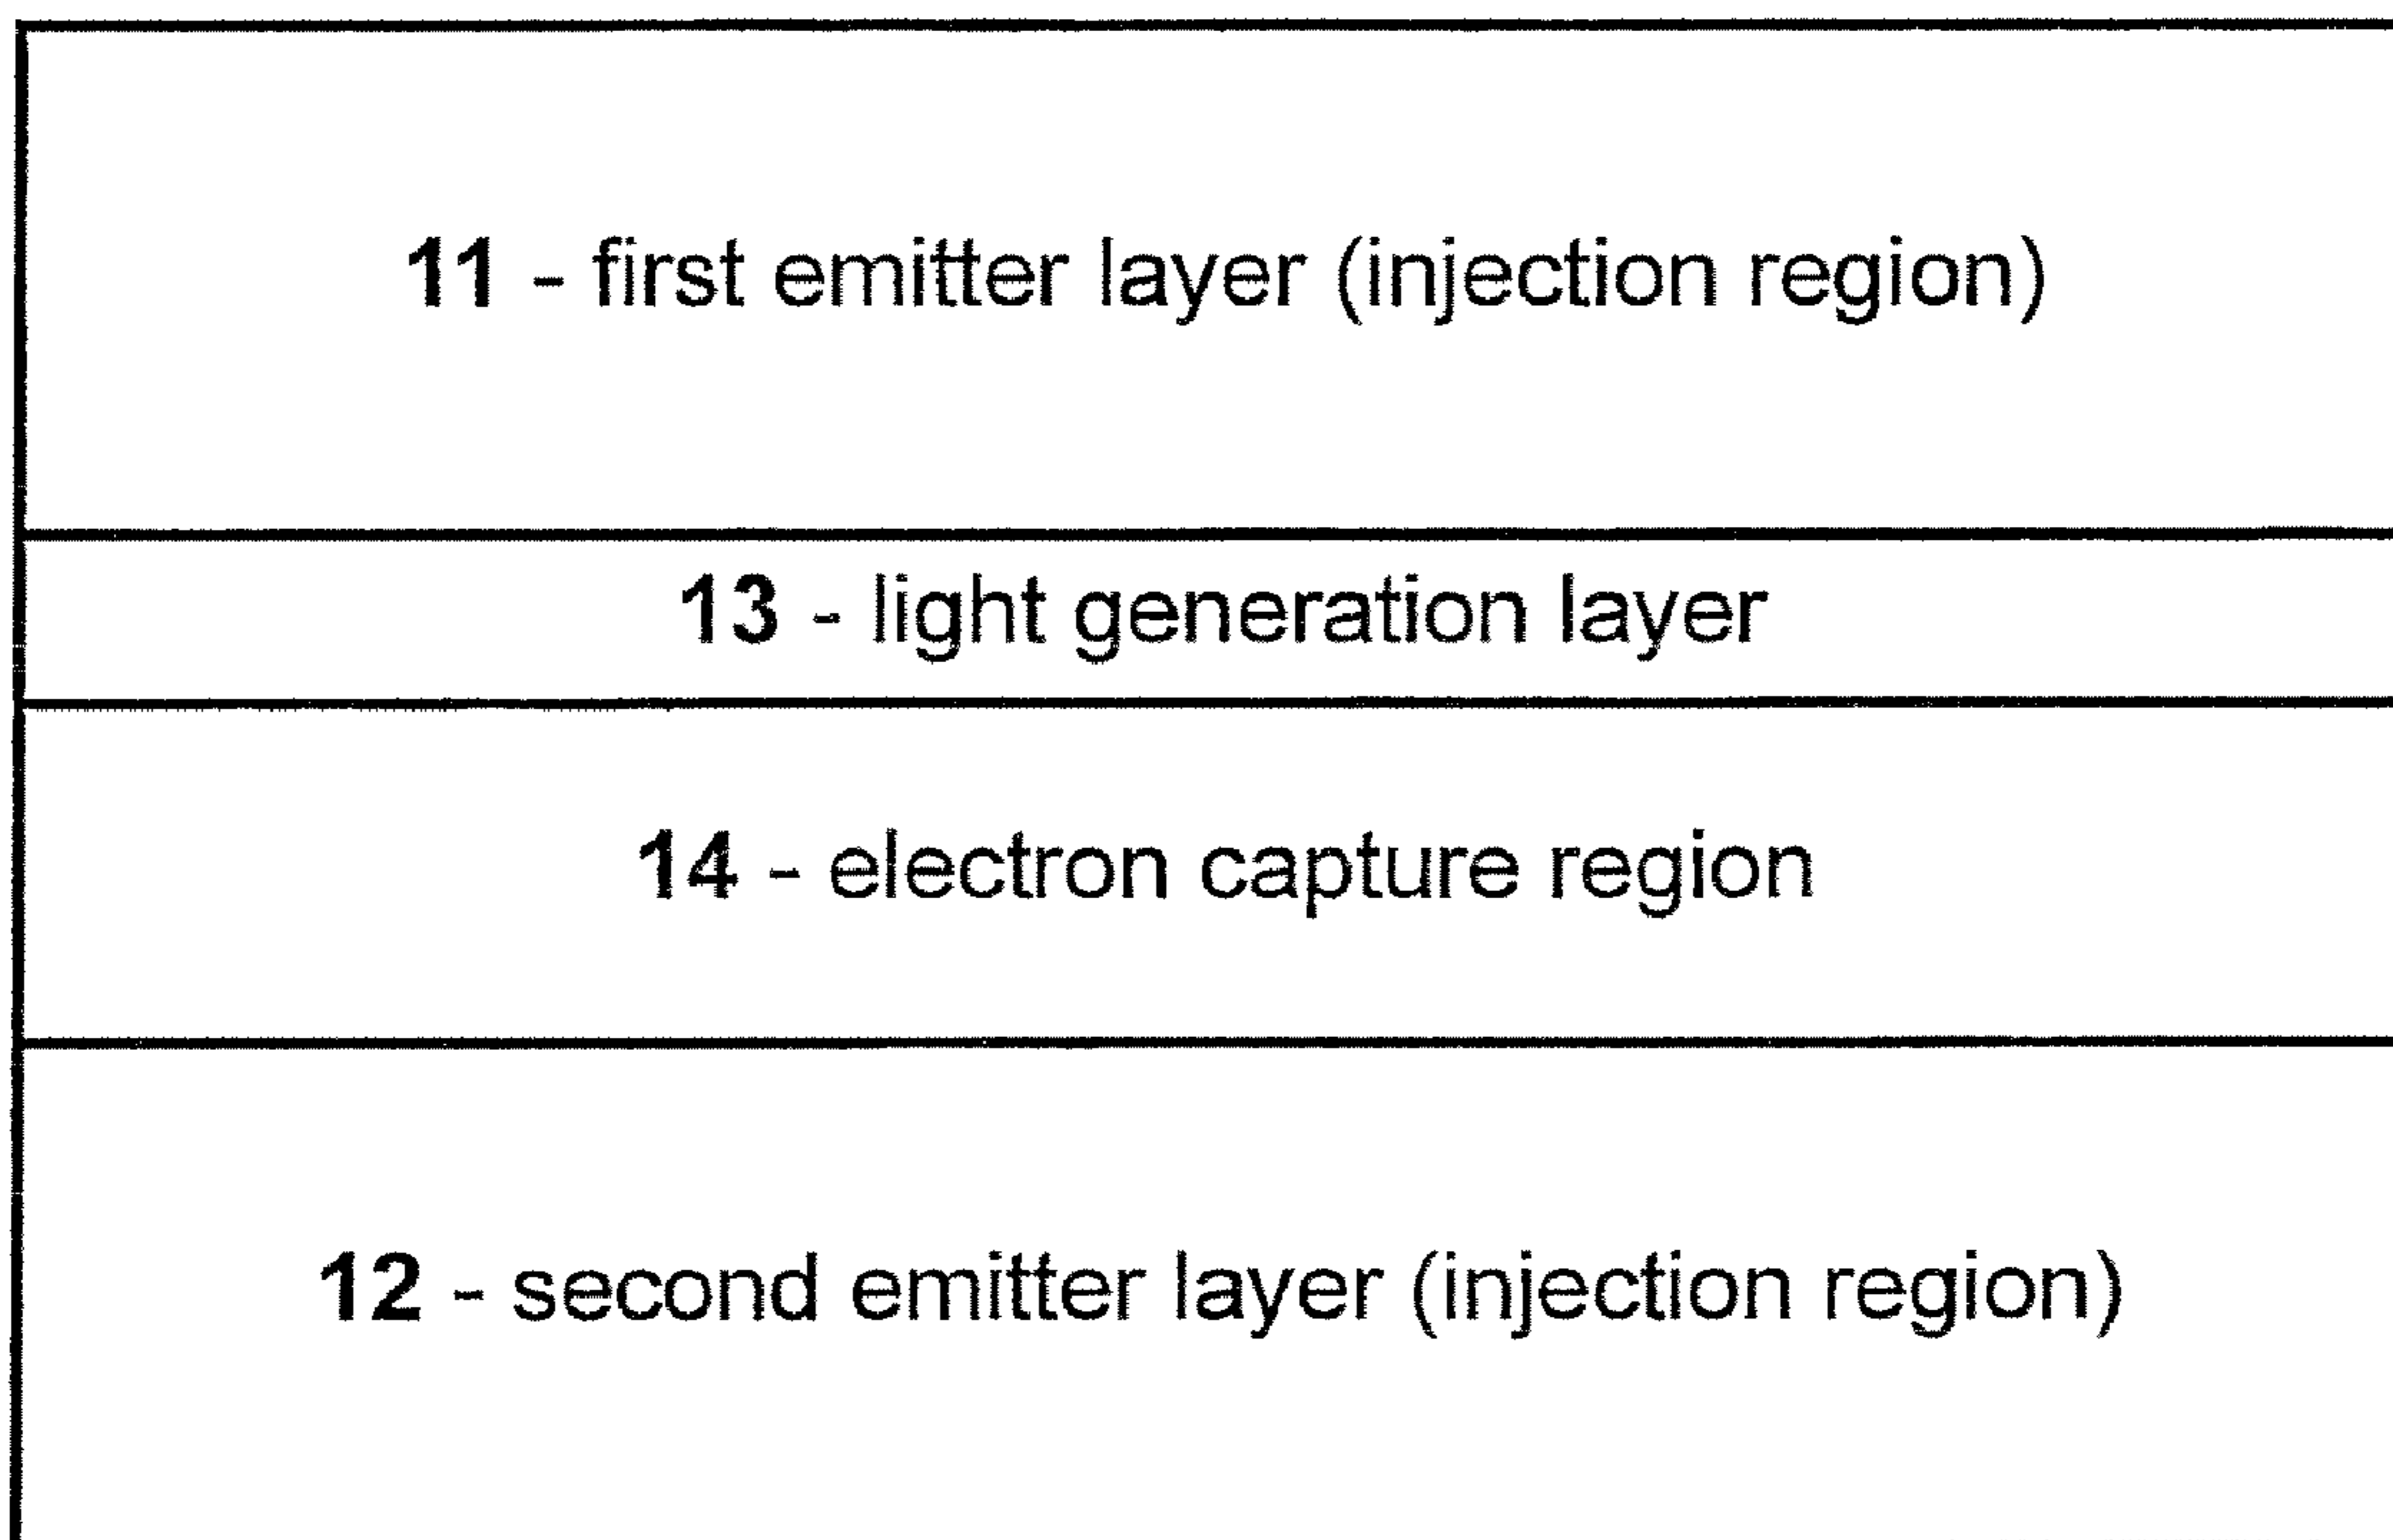 11 - first emitter layer (injection region)
13 - light generation layer
14 - electron capture region
12 - second emitter layer (injection region)